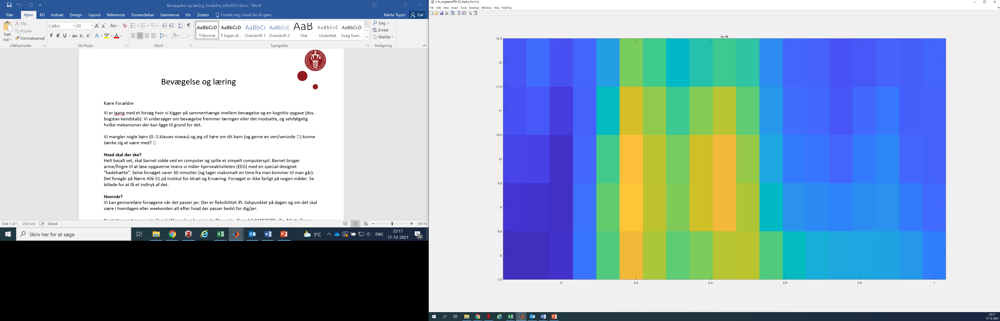 Bevægelse og læring_forældre_info2021.docx - Word
Filer Hjem KU Indsæt Design Layout Referencer Forsendelser Gennemse Vis Zotero Fortæl mig, hvad du vil gøre... Marta Topor Del
Sæt ind
Klip
Kopiér
Formatpensel
Udklipsholder
Calibri 20
F K U abc X₂ X²
Skrifttype
Afsnit
AaBbCcD AaBbCcD AaBbCc AaBbCcD AaB AaBbCcD AaBbCcD
¶ Normal ¶ Ingen af... Overskrift 1 Overskrift 2 Titel Undertitel Svag frem...
Typografier
Søg
Erstat
Markér
Redigering
Bevægelse og læring
Kære Forældre
Vi er igang med et forsøg hvor vi kigger på sammenhænge imellem bevægelse og en kognitiv opgave (dvs.
bogstav-kendskab). Vi undersøger om bevægelse fremmer læringen eller det modsatte, og selvfølgelig
hvilke mekanismer der kan ligge til grund for det.
Vi mangler nogle børn (0.-1.klasses niveau) og jeg vil høre om dit barn (og gerne en ven/veninde □) kunne
tænke sig at være med? □
Hvad skal der ske?
Helt basalt set, skal barnet sidde ved en computer og spille et simpelt computerspil. Barnet bruger
arme/fingre til at løse opgaverne imens vi måler hjerneaktiviteten (EEG) med en special-designet
“badehætte”. Selve forsøget varer 30 minutter (og tager maksimalt en time fra man kommer til man går).
Det foregår på Nørre Allé 51 på Institut for Idræt og Ernæring. Forsøget er ikke farligt på nogen måder. Se
billede for at få et indtryk af det.
Hvornår?
Vi kan gennemføre forsøgene når det passer jer. Der er fleksibilitet ift. tidspunktet på dagen og om det skal
være i hverdagen eller weekenden alt efter hvad der passer bedst for dig/jer.
Side 1 af 1 242 ord Dansk 100 %
Skriv her for at søge
5°C ENG
22:17
17-12-2021
20
2: ft_singleplotTFR: ET_Alpha_Pre (Cz)
File Edit View Insert Tools Desktop Window Help FieldTrip
Cz / 30
12.5
12
11.5
11
10.5
10
9.5
9
8.5
8
7.5
0 0.2 0.4 0.6 0.8 1
22:17
17-12-2021